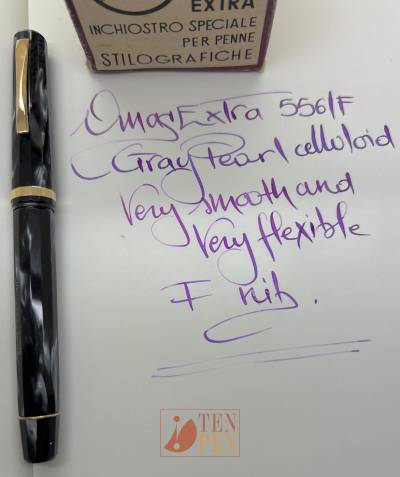 EXTRA
INCHIOSTRO SPECIALE
PER PENNE
STILOGRAFICHE
Omas Extra 556/F
Gray Pearl celluloid
Very smooth and
Very flexible
F nib.
TEN
PEN